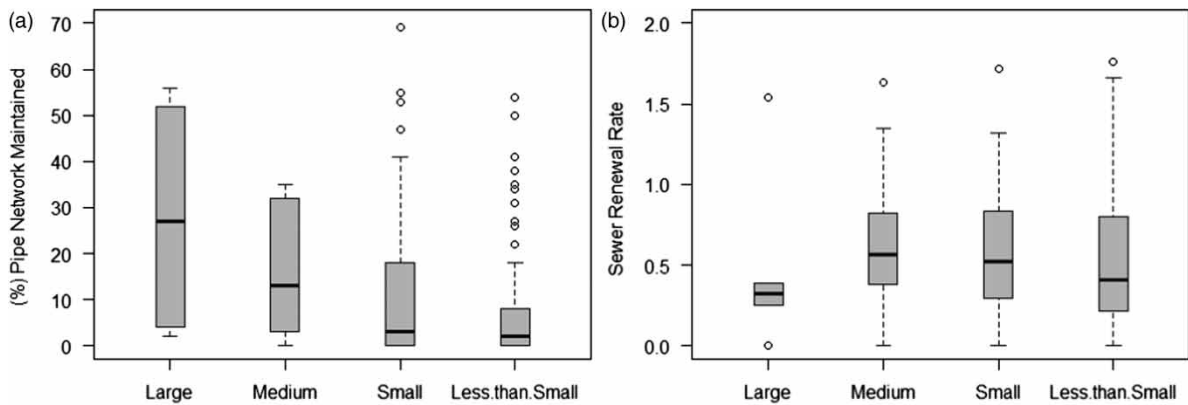 (a)
(%) Pipe Network Maintained
70
60
50
40
30
20
10
0
Large Medium Small Less.than.Small
(b)
Sewer Renewal Rate
2.0
1.5
1.0
0.5
0.0
Large Medium Small Less.than.Small